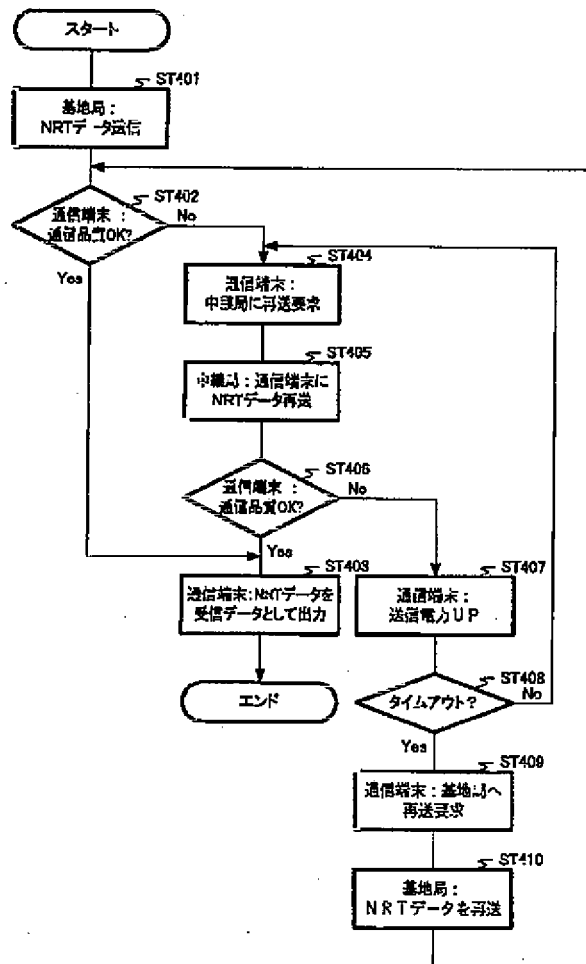 スタート
ST401
基地局：
NRTデータ送信
ST402
通信端末：
通信品質OK?
No
Yes
ST404
通信端末：
中継局に再送要求
ST405
中継局：通信端末に
NRTデータ再送
ST406
通信端末：
通信品質OK?
No
Yes
ST403
通信端末：NRTデータを
受信データとして出力
エンド
ST407
通信端末：
送信電力UP
ST408
タイムアウト？
No
Yes
ST409
通信端末：基地局へ
再送要求
ST410
基地局：
NRTデータを再送